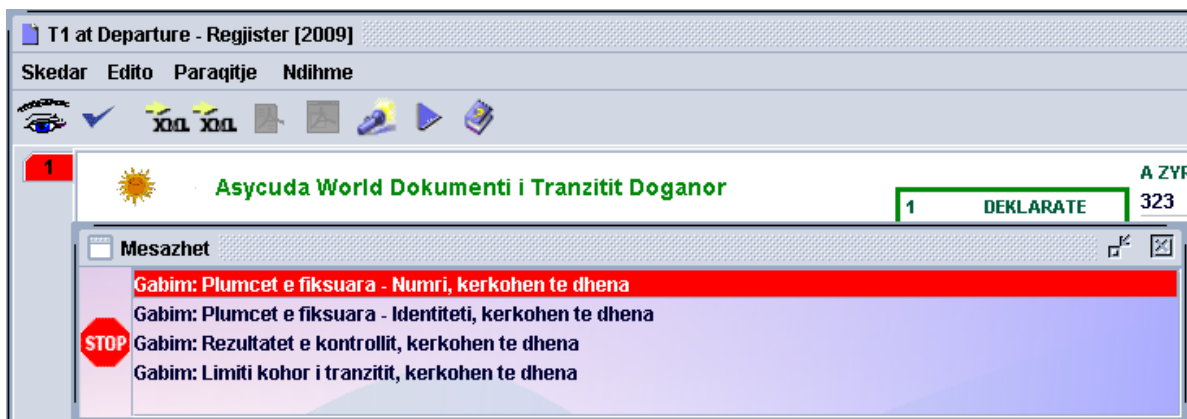 T1 at Departure - Regjister [2009]
Skedar Edito Paraqitje Ndihme
XML XML
1
Asycuda World Dokumenti i Tranzitit Doganor
A ZYR
1 DEKLARATE
323
Mesazhet
Gabim: Plumcet e fiksuara - Numri, kerkohen te dhena
Gabim: Plumcet e fiksuara - Identiteti, kerkohen te dhena
STOP
Gabim: Rezultatet e kontrollit, kerkohen te dhena
Gabim: Limiti kohor i tranzitit, kerkohen te dhena